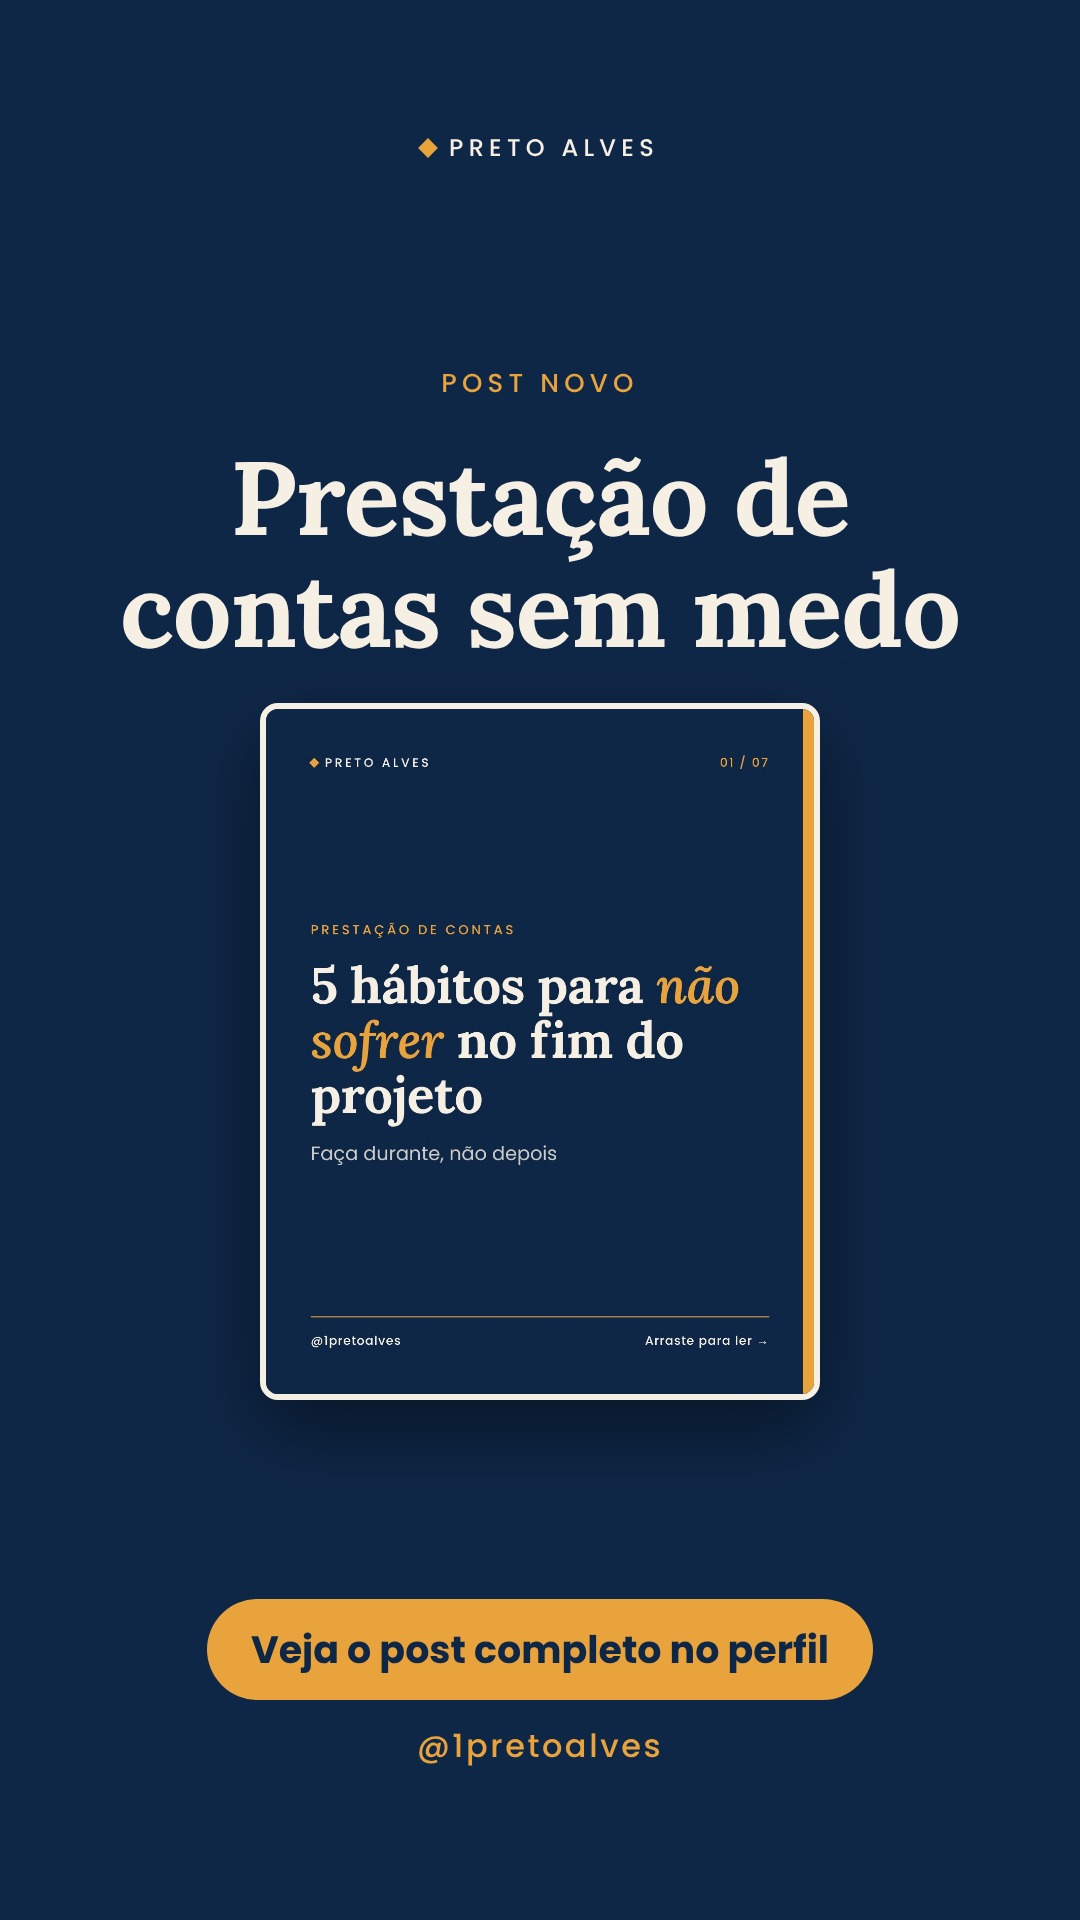 PRETO ALVES
POST NOVO
Prestação de
contas sem medo
PRETO ALVES
01 / 07
PRESTAÇÃO DE CONTAS
5 hábitos para não
sofrer no fim do
projeto
Faça durante, não depois
@1pretoalves
Arraste para ler →
Veja o post completo no perfil
@1pretoalves